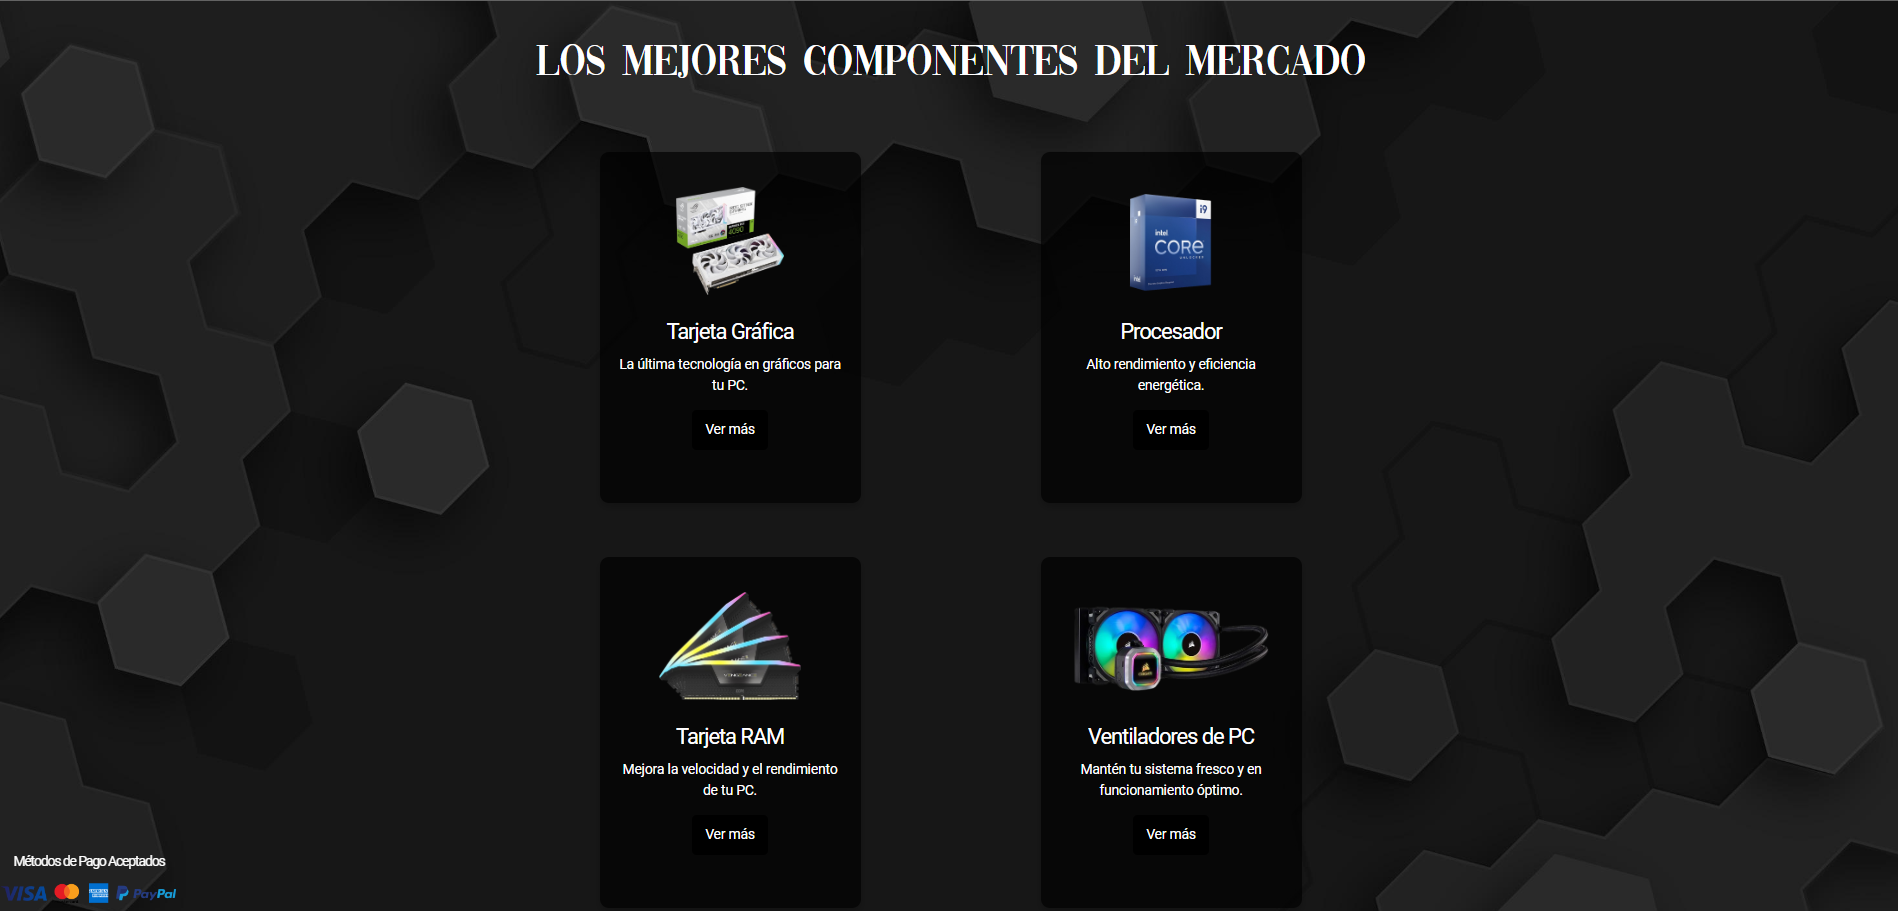 LOS MEJORES COMPONENTES DEL MERCADO
4090
Tarjeta Gráfica
La última tecnología en gráficos para
tu PC.
Ver más
i9
intel
CORE
Procesador
Alto rendimiento y eficiencia
energética.
Ver más
VENGEANCE
Tarjeta RAM
Mejora la velocidad y el rendimiento
de tu PC.
Ver más
Ventiladores de PC
Mantén tu sistema fresco y en
funcionamiento óptimo.
Ver más
Métodos de Pago Aceptados
VISA
PayPal